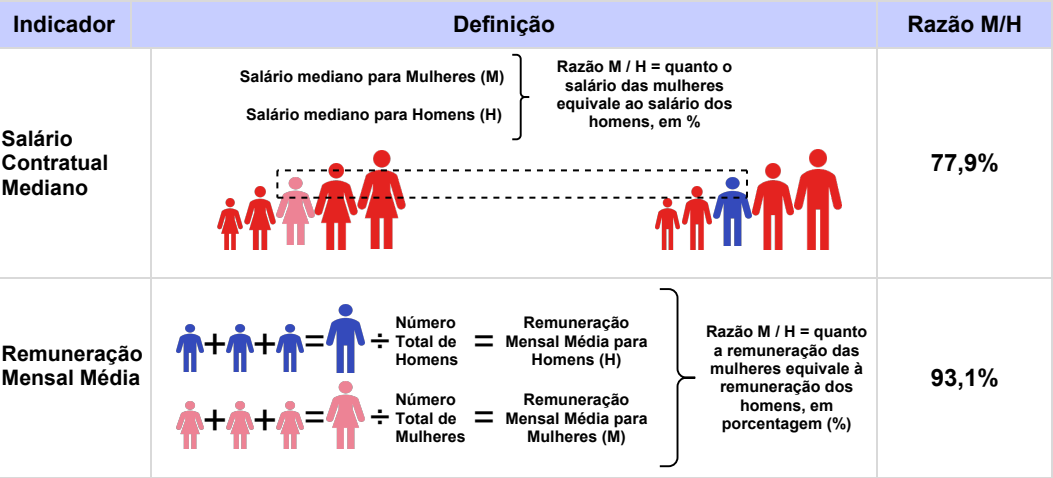 Indicador
Definição
Razão M/H
Salário
Contratual
Mediano
Salário mediano para Mulheres (M)
Salário mediano para Homens (H)
Razão M / H = quanto o
salário das mulheres
equivale ao salário dos
homens, em %
77,9%
Remuneração
Mensal Média
+ + = ÷
Número
Total de
Homens
=
Remuneração
Mensal Média para
Homens (H)
+ + = ÷
Número
Total de
Mulheres
=
Remuneração
Mensal Média para
Mulheres (M)
Razão M / H = quanto
a remuneração das
mulheres equivale à
remuneração dos
homens, em
porcentagem (%)
93,1%